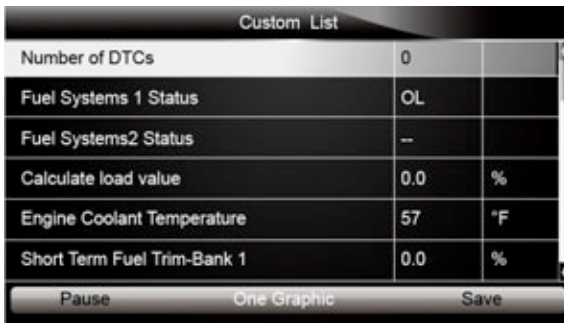 Custom List
Number of DTCs 0
Fuel Systems 1 Status OL
Fuel Systems2 Status --
Calculate load value 0.0 %
Engine Coolant Temperature 57 °F
Short Term Fuel Trim-Bank 1 0.0 %
Pause One Graphic Save